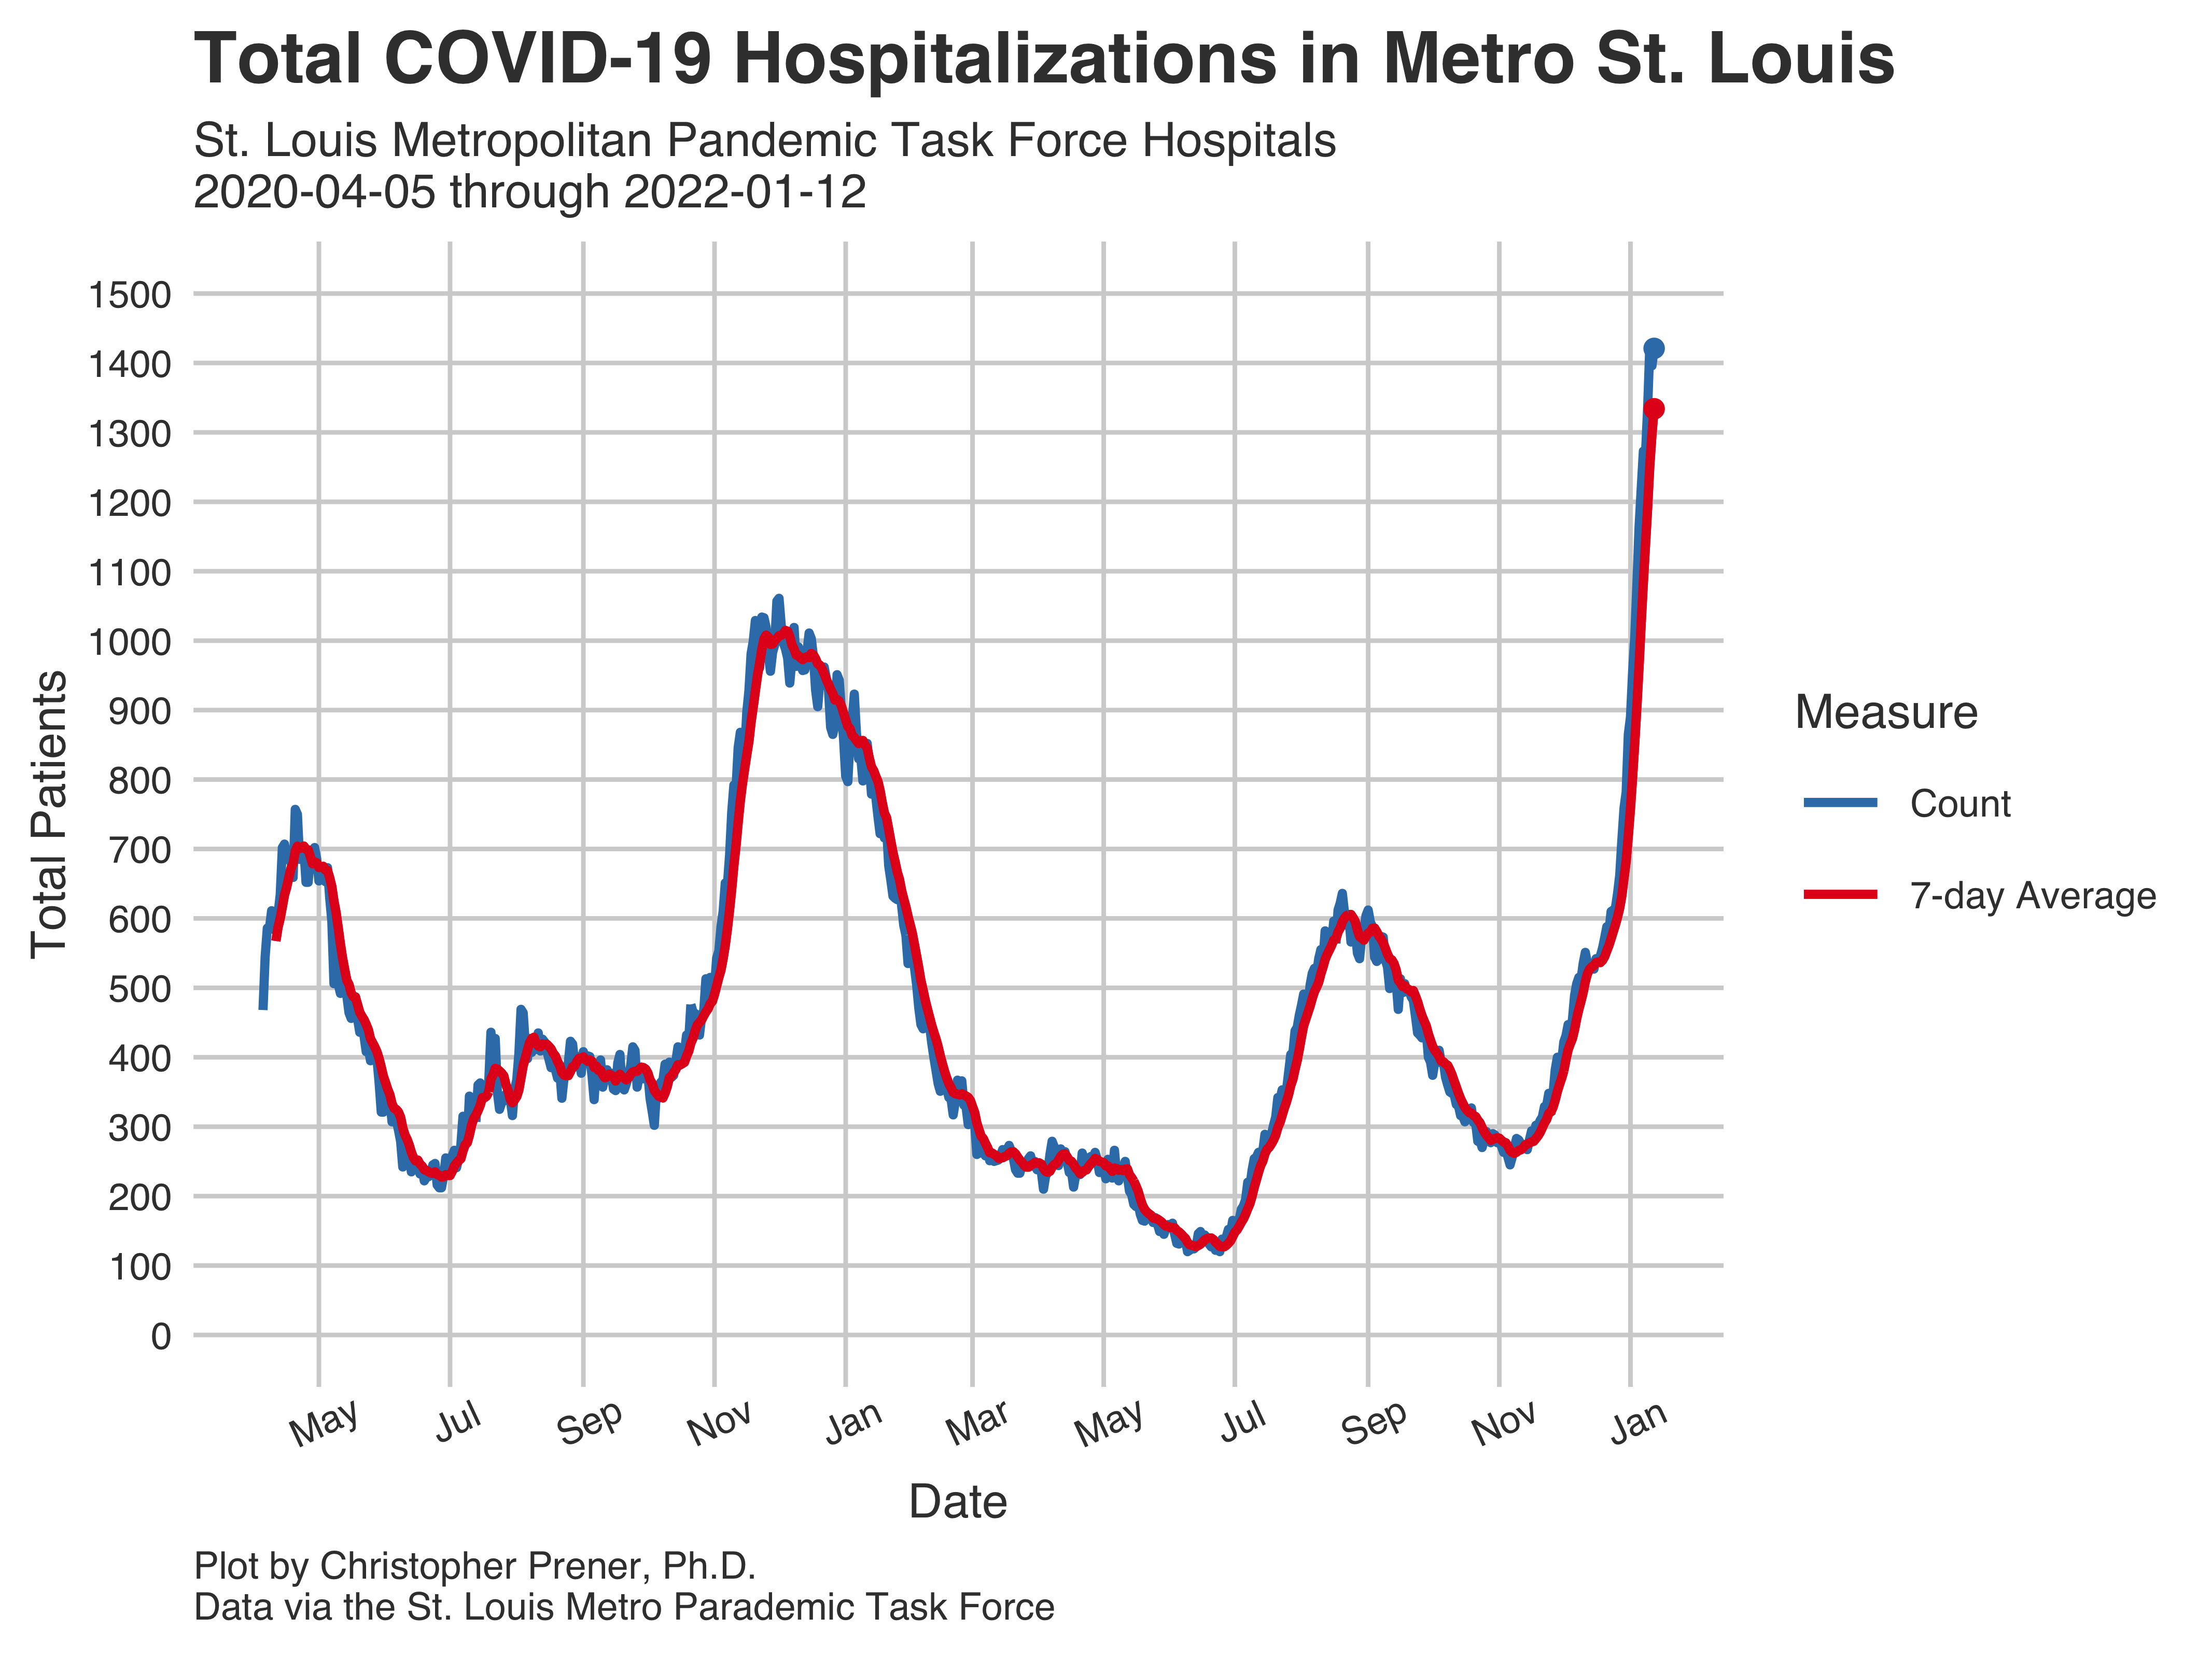 Total COVID-19 Hospitalizations in Metro St. Louis
St. Louis Metropolitan Pandemic Task Force Hospitals
2020-04-05 through 2022-01-12
1500
1400
1300
1200
1100
1000
900
800
700
600
500
400
300
200
100
0
Total Patients
May Jul Sep Nov Jan Mar May Jul Sep Nov Jan
Date
Measure
Count
7-day Average
Plot by Christopher Prener, Ph.D.
Data via the St. Louis Metro Parademic Task Force